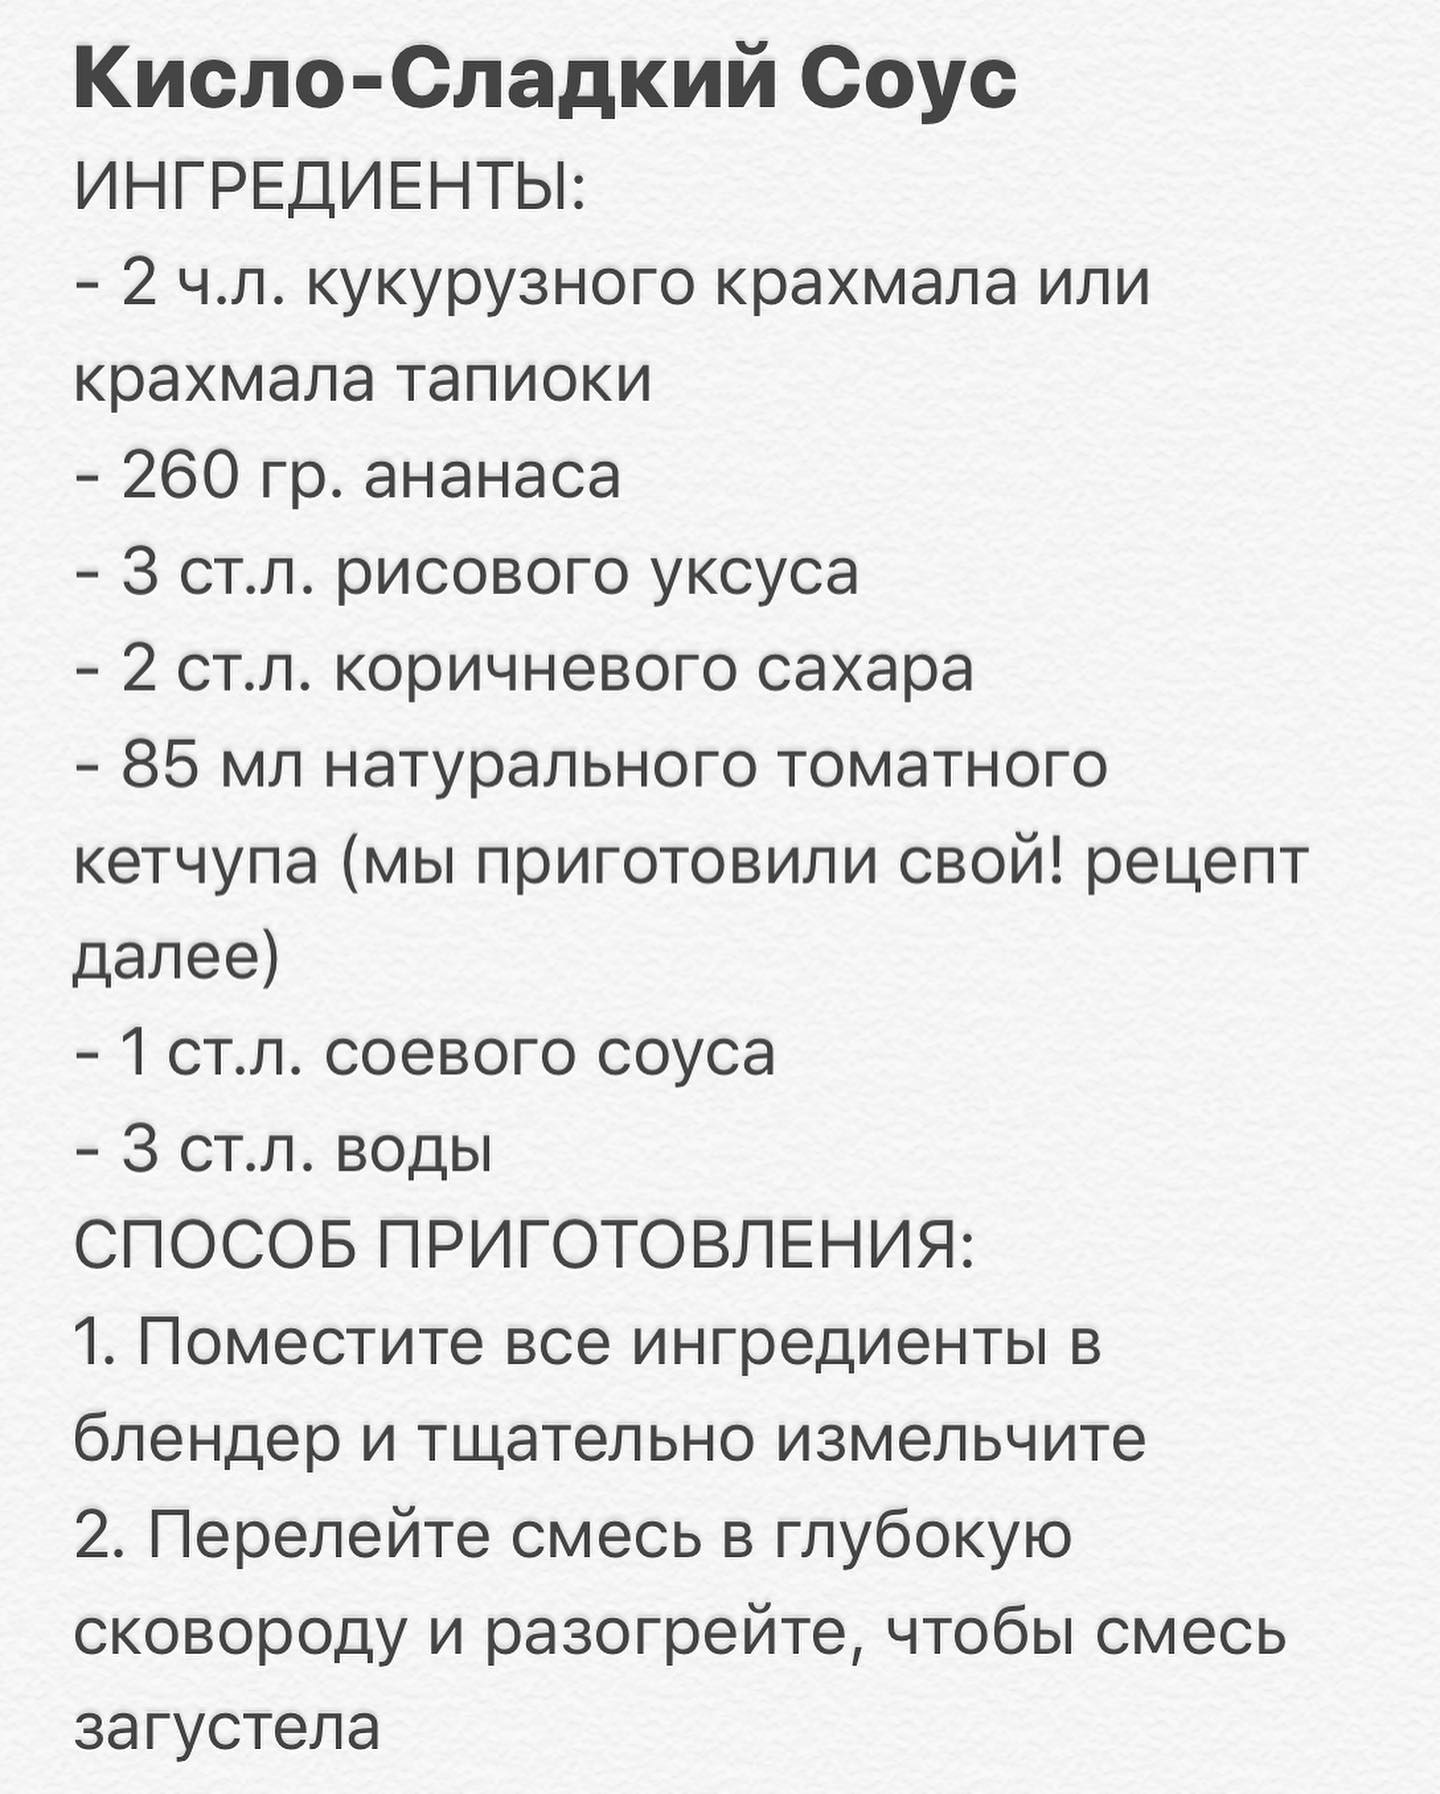 Кисло-Сладкий Соус
ИНГРЕДИЕНТЫ:
- 2 ч.л. кукурузного крахмала или
крахмала тапиоки
- 260 гр. ананаса
- 3 ст.л. рисового уксуса
- 2 ст.л. коричневого сахара
- 85 мл натурального томатного
кетчупа (мы приготовили свой! рецепт
далее)
- 1 ст.л. соевого соуса
- 3 ст.л. воды
СПОСОБ ПРИГОТОВЛЕНИЯ:
1. Поместите все ингредиенты в
блендер и тщательно измельчите
2. Перелейте смесь в глубокую
сковороду и разогрейте, чтобы смесь
загустела